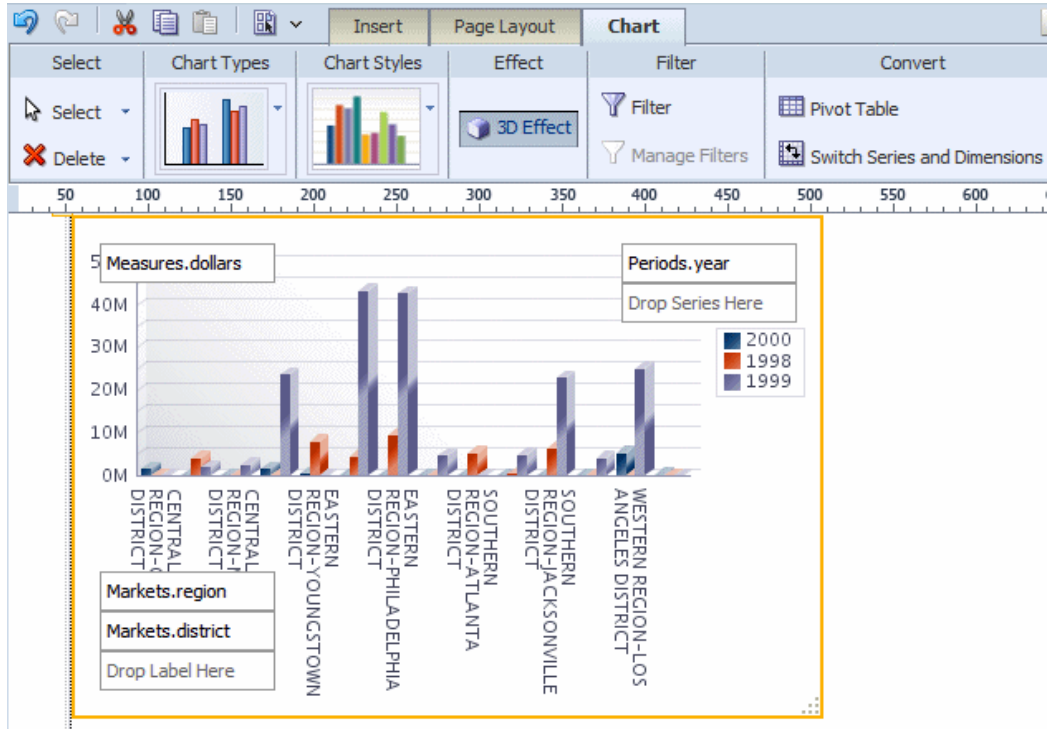 Insert
Page Layout
Chart
Select
Chart Types
Chart Styles
Effect
Filter
Convert
Select
Delete
3D Effect
Filter
Manage Filters
Pivot Table
Switch Series and Dimensions
50 100 150 200 250 300 350 400 450 500 550 600
Measures.dollars
Periods.year
Drop Series Here
40M
30M
20M
10M
0M
2000
1998
1999
CENTRAL
DISTRICT
CENTRAL
DISTRICT
EASTERN
REGION-YOUNGSTOWN
DISTRICT
EASTERN
REGION-PHILADELPHIA
DISTRICT
SOUTHERN
REGION-ATLANTA
DISTRICT
SOUTHERN
REGION-JACKSONVILLE
DISTRICT
WESTERN REGION-LOS
ANGELES DISTRICT
Markets.region
Markets.district
Drop Label Here